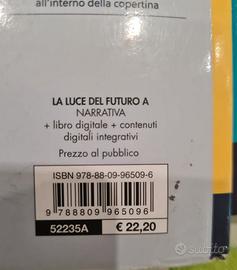 all'interno della copertina
LA LUCE DEL FUTURO A
NARRATIVA
+ libro digitale + contenuti
digitali integrativi
Prezzo al pubblico
ISBN 978-88-09-96509-6
9 788809 965096
52235A € 22,20
subito